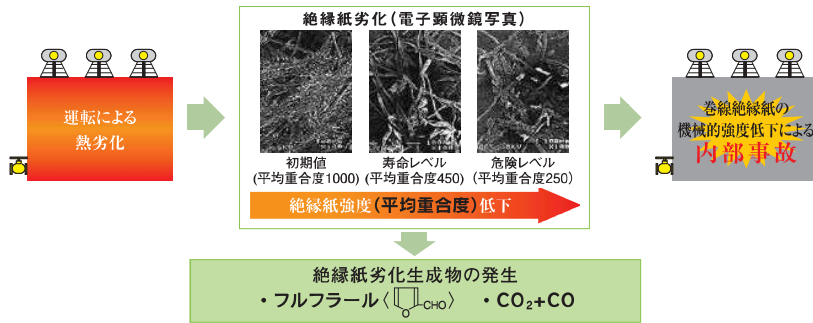 絶縁紙劣化(電子顕微鏡写真)
運転による
熱劣化
初期値
(平均重合度1000)
寿命レベル
(平均重合度450)
危険レベル
(平均重合度250)
絶縁紙強度(平均重合度)低下
巻線絶縁紙の
機械的強度低下による
内部事故
絶縁紙劣化生成物の発生
・フルフラール〈O-CHO〉 ・CO₂+CO